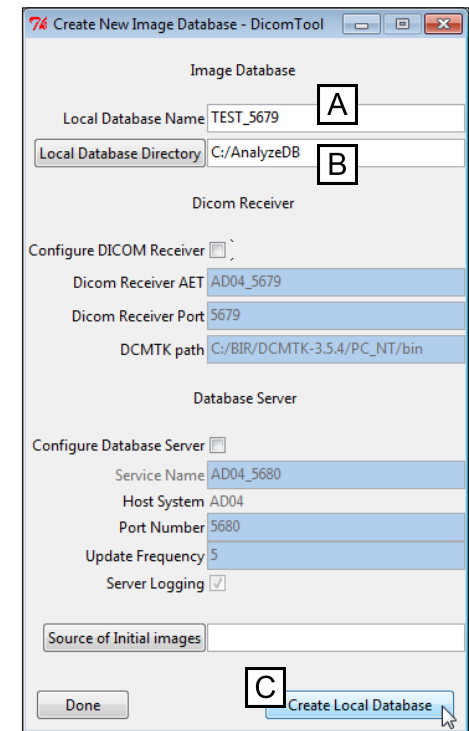 Create New Image Database - DicomTool
Image Database
A
Local Database Name TEST_5679
Local Database Directory C:/AnalyzeDB
B
Dicom Receiver
Configure DICOM Receiver
Dicom Receiver AET AD04_5679
Dicom Receiver Port 5679
DCMTK path C:/BIR/DCMTK-3.5.4/PC_NT/bin
Database Server
Configure Database Server
Service Name AD04_5680
Host System AD04
Port Number 5680
Update Frequency 5
Server Logging
Source of Initial images
C
Done Create Local Database